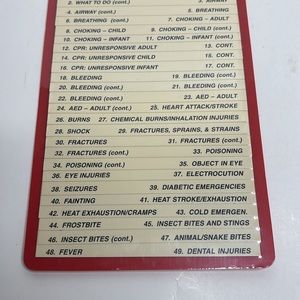 2. WHAT TO DO (cont.) 3. AIRWAY
4. AIRWAY (cont.) 5. BREATHING
6. BREATHING (cont.) 7. CHOKING – ADULT
8. CHOKING – CHILD 9. CHOKING – CHILD (cont.)
10. CHOKING – INFANT 11. CHOKING – INFANT (cont.)
12. CPR: UNRESPONSIVE ADULT 13. CONT.
14. CPR: UNRESPONSIVE CHILD 15. CONT.
16. CPR: UNRESPONSIVE INFANT 17. CONT.
18. BLEEDING 19. BLEEDING (cont.)
20. BLEEDING (cont.) 21. BLEEDING (cont.)
22. BLEEDING (cont.) 23. AED – ADULT
24. AED – ADULT (cont.) 25. HEART ATTACK/STROKE
26. BURNS 27. CHEMICAL BURNS/INHALATION INJURIES
28. SHOCK 29. FRACTURES, SPRAINS, & STRAINS
30. FRACTURES 31. FRACTURES (cont.)
32. FRACTURES (cont.) 33. POISONING
34. POISONING (cont.) 35. OBJECT IN EYE
36. EYE INJURIES 37. ELECTROCUTION
38. SEIZURES 39. DIABETIC EMERGENCIES
40. FAINTING 41. HEAT STROKE/EXHAUSTION
42. HEAT EXHAUSTION/CRAMPS 43. COLD EMERGEN.
44. FROSTBITE 45. INSECT BITES AND STINGS
46. INSECT BITES (cont.) 47. ANIMAL/SNAKE BITES
48. FEVER 49. DENTAL INJURIES